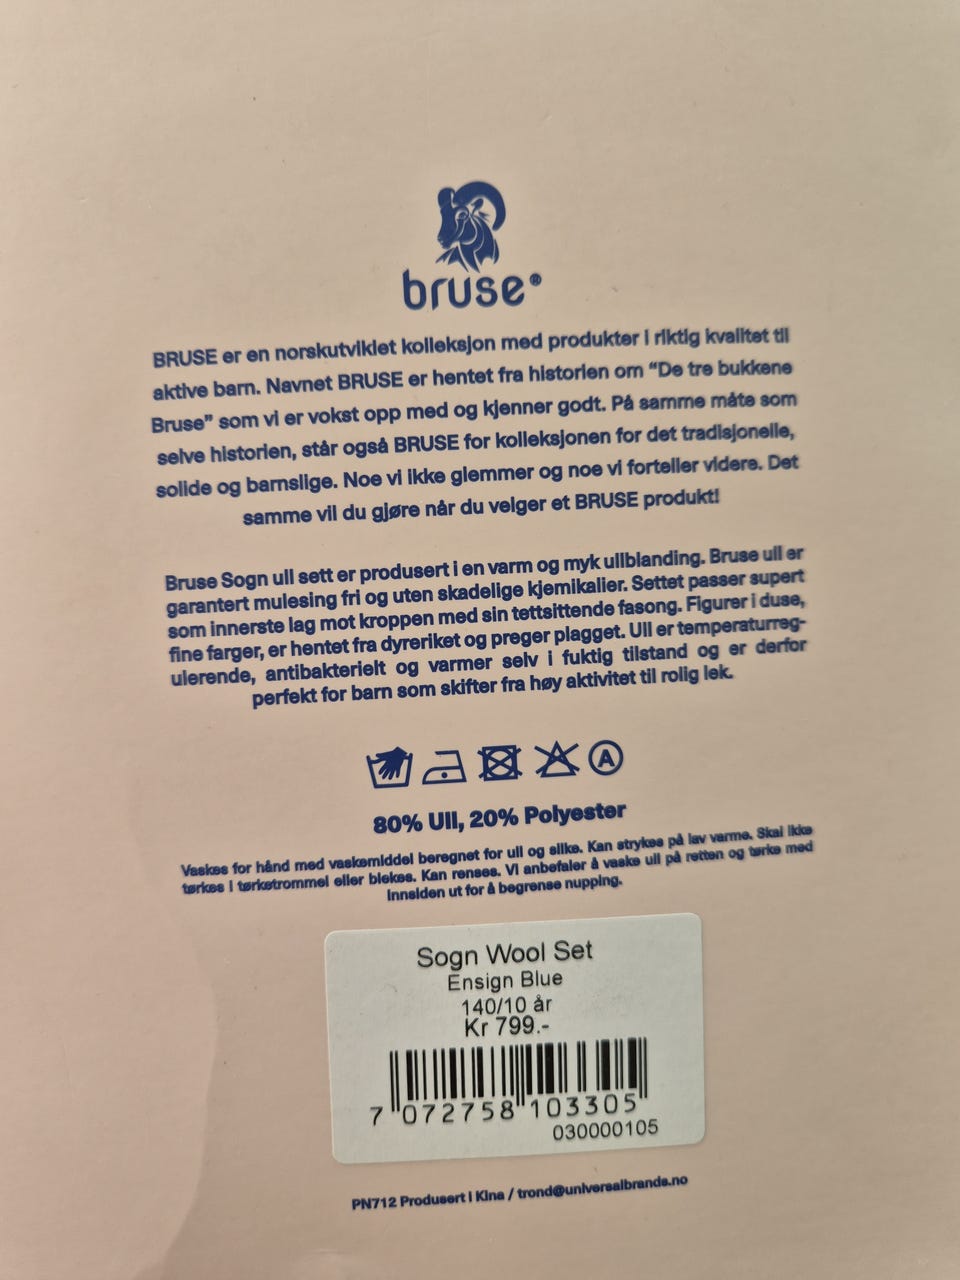 bruse®
BRUSE er en norskutviklet kolleksjon med produkter i riktig kvalitet til
aktive barn. Navnet BRUSE er hentet fra historien om “De tre bukkene
Bruse” som vi er vokst opp med og kjenner godt. På samme måte som
selve historien, står også BRUSE for kolleksjonen for det tradisjonelle,
solide og barnslige. Noe vi ikke glemmer og noe vi forteller videre. Det
samme vil du gjøre når du velger et BRUSE produkt!
Bruse Sogn ull sett er produsert i en varm og myk ullblanding. Bruse ull er
garantert mulesing fri og uten skadelige kjemikalier. Settet passer supert
som innerste lag mot kroppen med sin tettsittende fasong. Figurer i duse,
fine farger, er hentet fra dyreriket og preger plagget. Ull er temperaturreg-
ulerende, antibakterielt og varmer selv i fuktig tilstand og er derfor
perfekt for barn som skifter fra høy aktivitet til rolig lek.
A
80% Ull, 20% Polyester
Vaskes for hånd med vaskemiddel beregnet for ull og silke. Kan strykes på lav varme. Skal ikke
tørkes i tørketrommel eller blekes. Kan renses. Vi anbefaler å vaske ull på retten og tørke med
innsiden ut for å begrense nupping.
Sogn Wool Set
Ensign Blue
140/10 år
Kr 799.-
7 072758 103305
030000105
PN712 Produsert i Kina / trond@universalbrands.no